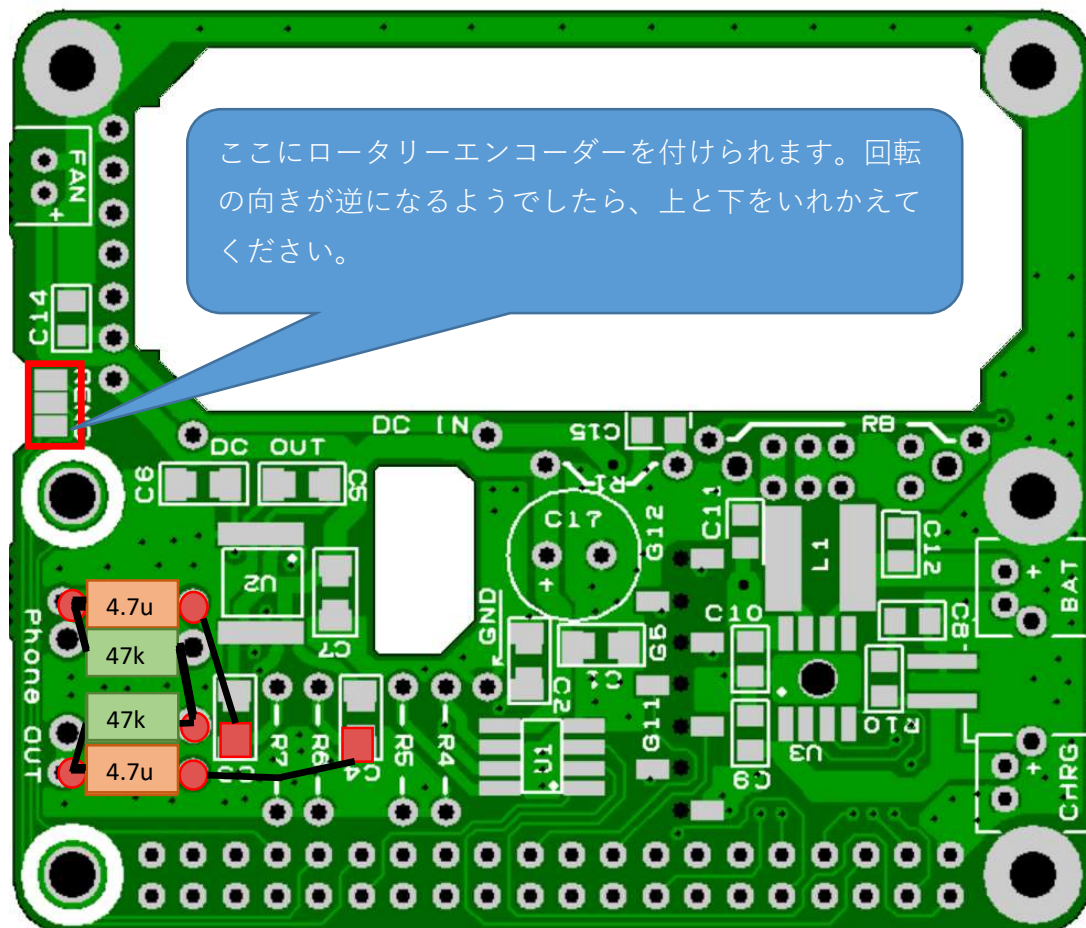 ここにロータリーエンコーダーを付けられます。回転
の向きが逆になるようでしたら、上と下をいれかえて
ください。
FAN
+
C14
DC OUT
DC IN
C15
R8
C6
C5
R1
C17
+
G12
C11
L1
C12
BAT
+
U2
C7
GND
G5
C10
C8
Phone OUT
4.7u
47k
47k
4.7u
C2
C1
R7
R6
C4
R5
R4
U1
G11
C9
U3
R10
CHRG
+